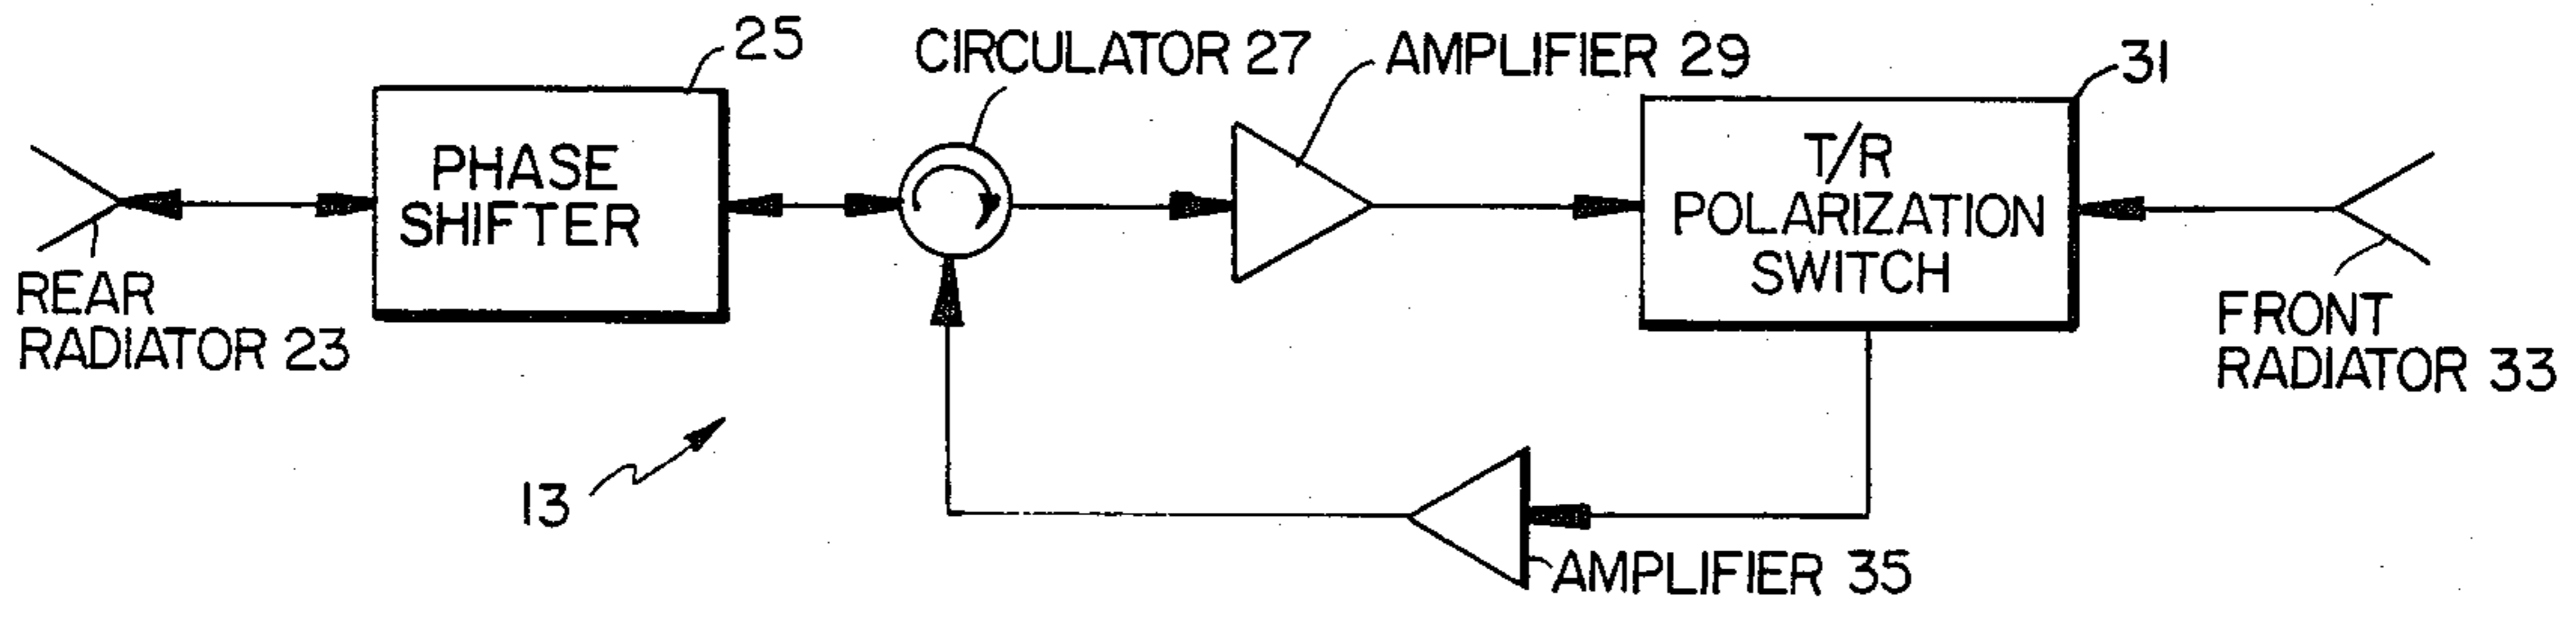 25
CIRCULATOR 27
AMPLIFIER 29
31
PHASE
SHIFTER
T/R
POLARIZATION
SWITCH
REAR
RADIATOR 23
FRONT
RADIATOR 33
13
AMPLIFIER 35